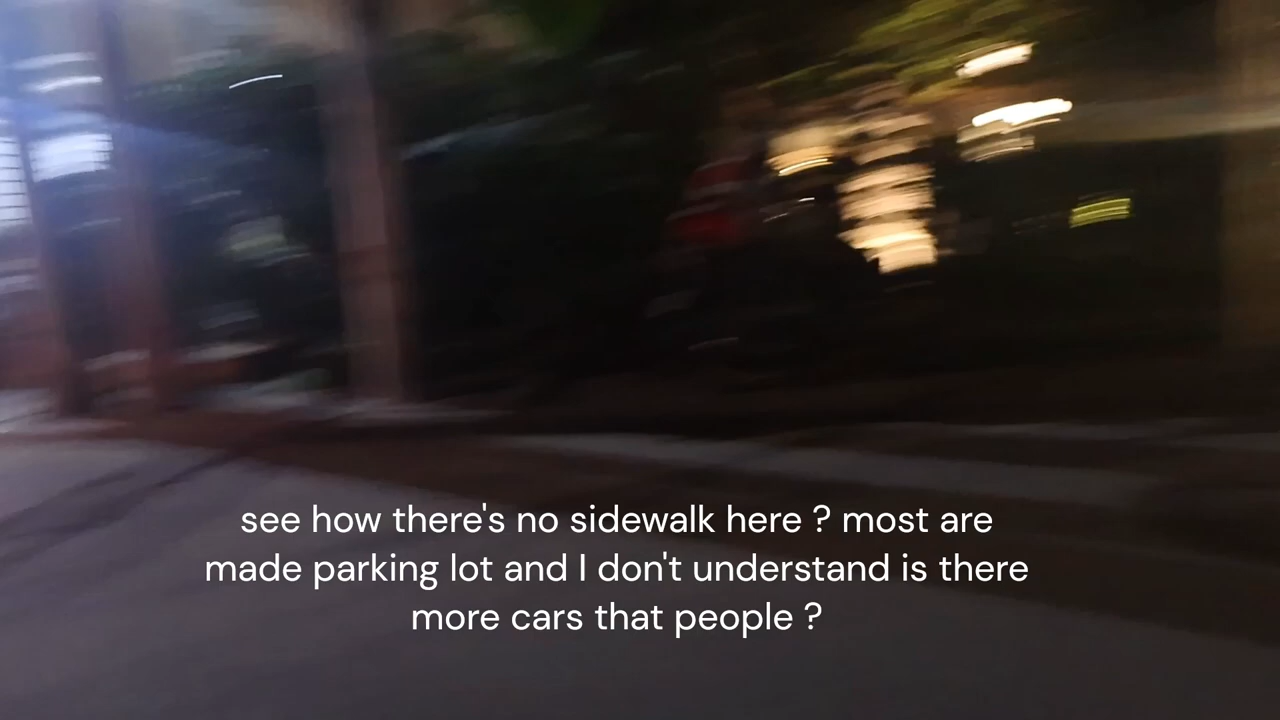 see how there's no sidewalk here ? most are
made parking lot and I don't understand is there
more cars that people ?